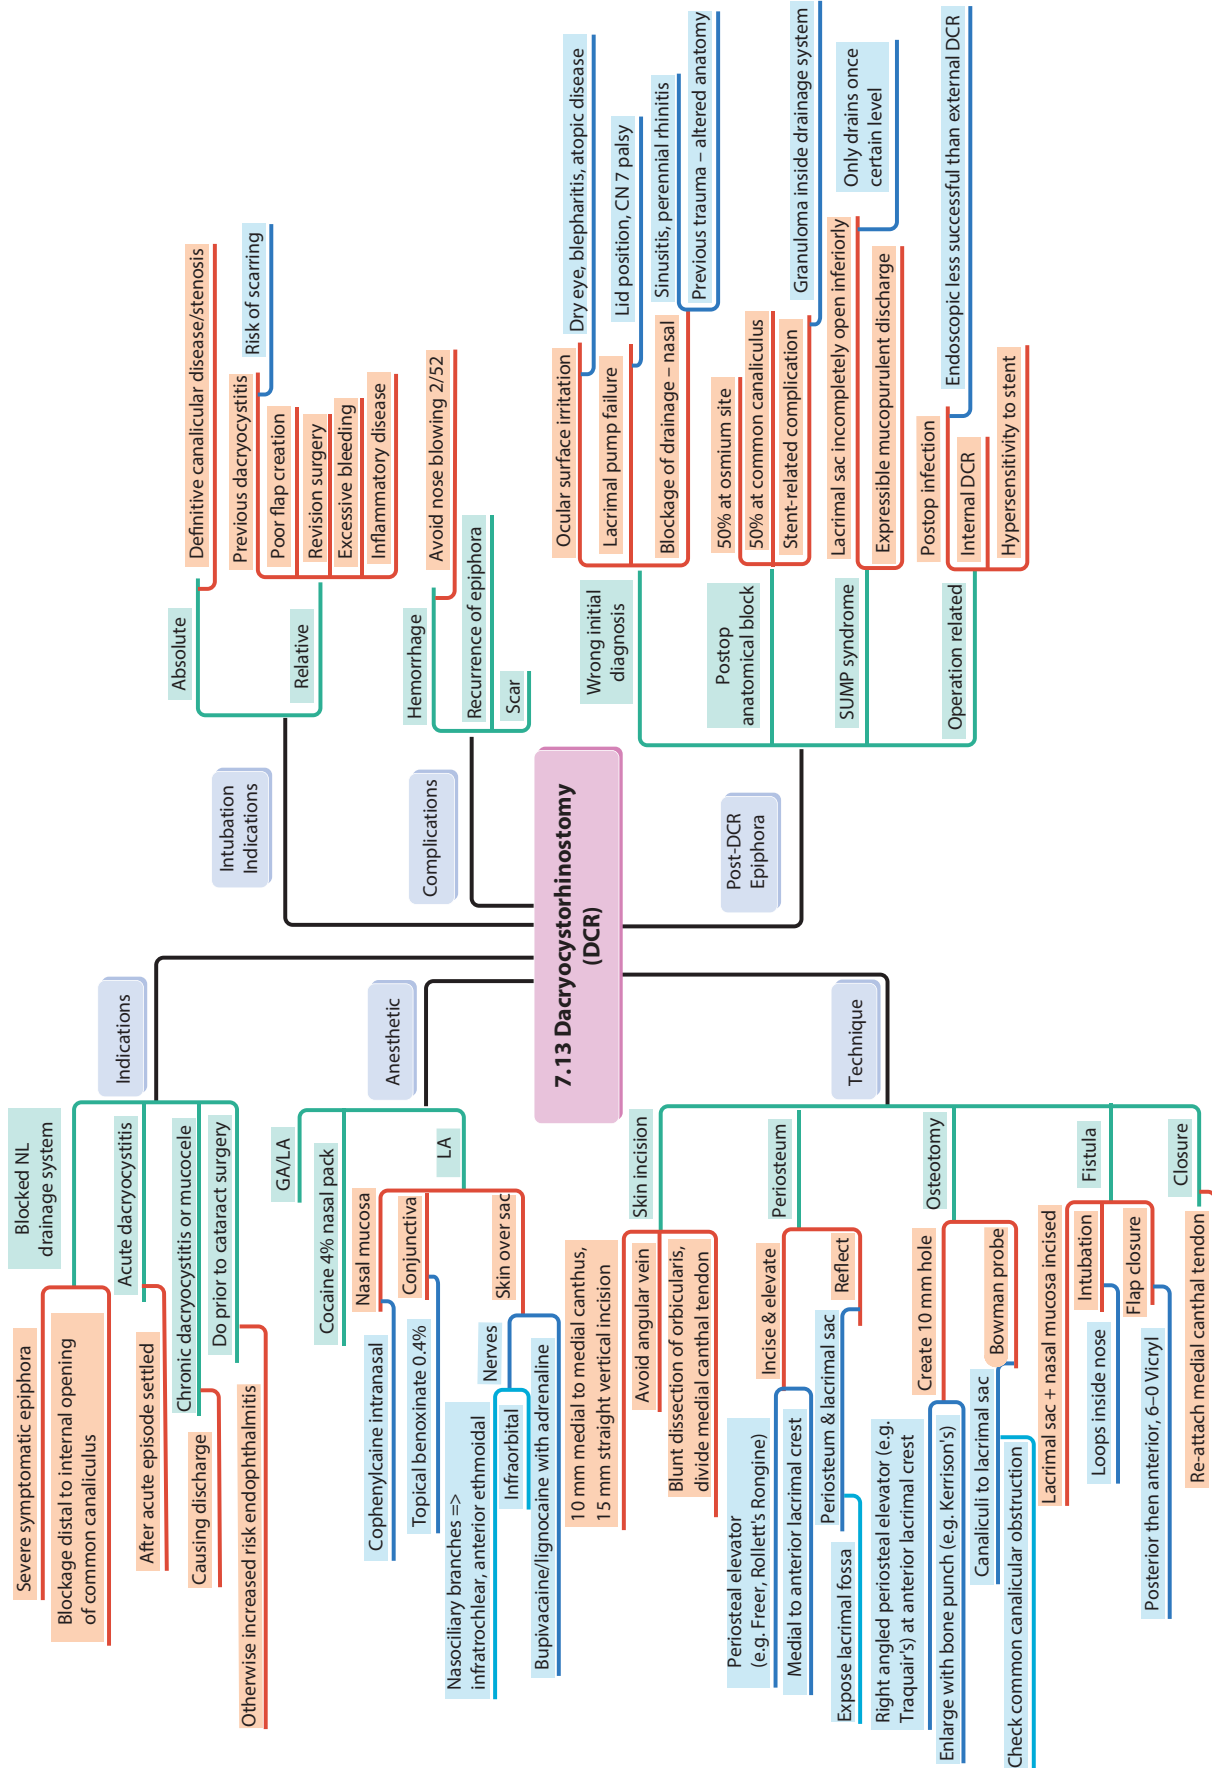 7.13 Dacryocystorhinostomy
(DCR)
Indications
Blocked NL
drainage system
Severe symptomatic epiphora
Blockage distal to internal opening
of common canaliculus
Acute dacryocystitis
After acute episode settled
Chronic dacryocystitis or mucocele
Causing discharge
Do prior to cataract surgery
Otherwise increased risk endophthalmitis
Anesthetic
GA/LA
Cocaine 4% nasal pack
LA
Nasal mucosa
Cophenylcaine intranasal
Conjunctiva
Topical benoxinate 0.4%
Skin over sac
Nerves
Nasociliary branches =>
infratrochlear, anterior ethmoidal
Infraorbital
Bupivacaine/lignocaine with adrenaline
Technique
Skin incision
10 mm medial to medial canthus,
15 mm straight vertical incision
Avoid angular vein
Blunt dissection of orbicularis,
divide medial canthal tendon
Periosteum
Incise & elevate
Periosteal elevator
(e.g. Freer, Rollett's Rongine)
Medial to anterior lacrimal crest
Reflect
Periosteum & lacrimal sac
Expose lacrimal fossa
Osteotomy
Create 10 mm hole
Right angled periosteal elevator (e.g.
Traquair's) at anterior lacrimal crest
Enlarge with bone punch (e.g. Kerrison's)
Bowman probe
Canaliculi to lacrimal sac
Check common canalicular obstruction
Fistula
Lacrimal sac + nasal mucosa incised
Intubation
Loops inside nose
Flap closure
Posterior then anterior, 6–0 Vicryl
Closure
Re-attach medial canthal tendon
Intubation
Indications
Absolute
Definitive canalicular disease/stenosis
Relative
Previous dacryocystitis
Risk of scarring
Poor flap creation
Revision surgery
Excessive bleeding
Inflammatory disease
Complications
Hemorrhage
Avoid nose blowing 2/52
Recurrence of epiphora
Scar
Post-DCR
Epiphora
Wrong initial
diagnosis
Ocular surface irritation
Dry eye, blepharitis, atopic disease
Lacrimal pump failure
Lid position, CN 7 palsy
Blockage of drainage – nasal
Sinusitis, perennial rhinitis
Previous trauma – altered anatomy
Postop
anatomical block
50% at osmium site
50% at common canaliculus
Stent-related complication
Granuloma inside drainage system
SUMP syndrome
Lacrimal sac incompletely open inferiorly
Only drains once
certain level
Expressible mucopurulent discharge
Operation related
Postop infection
Endoscopic less successful than external DCR
Internal DCR
Hypersensitivity to stent